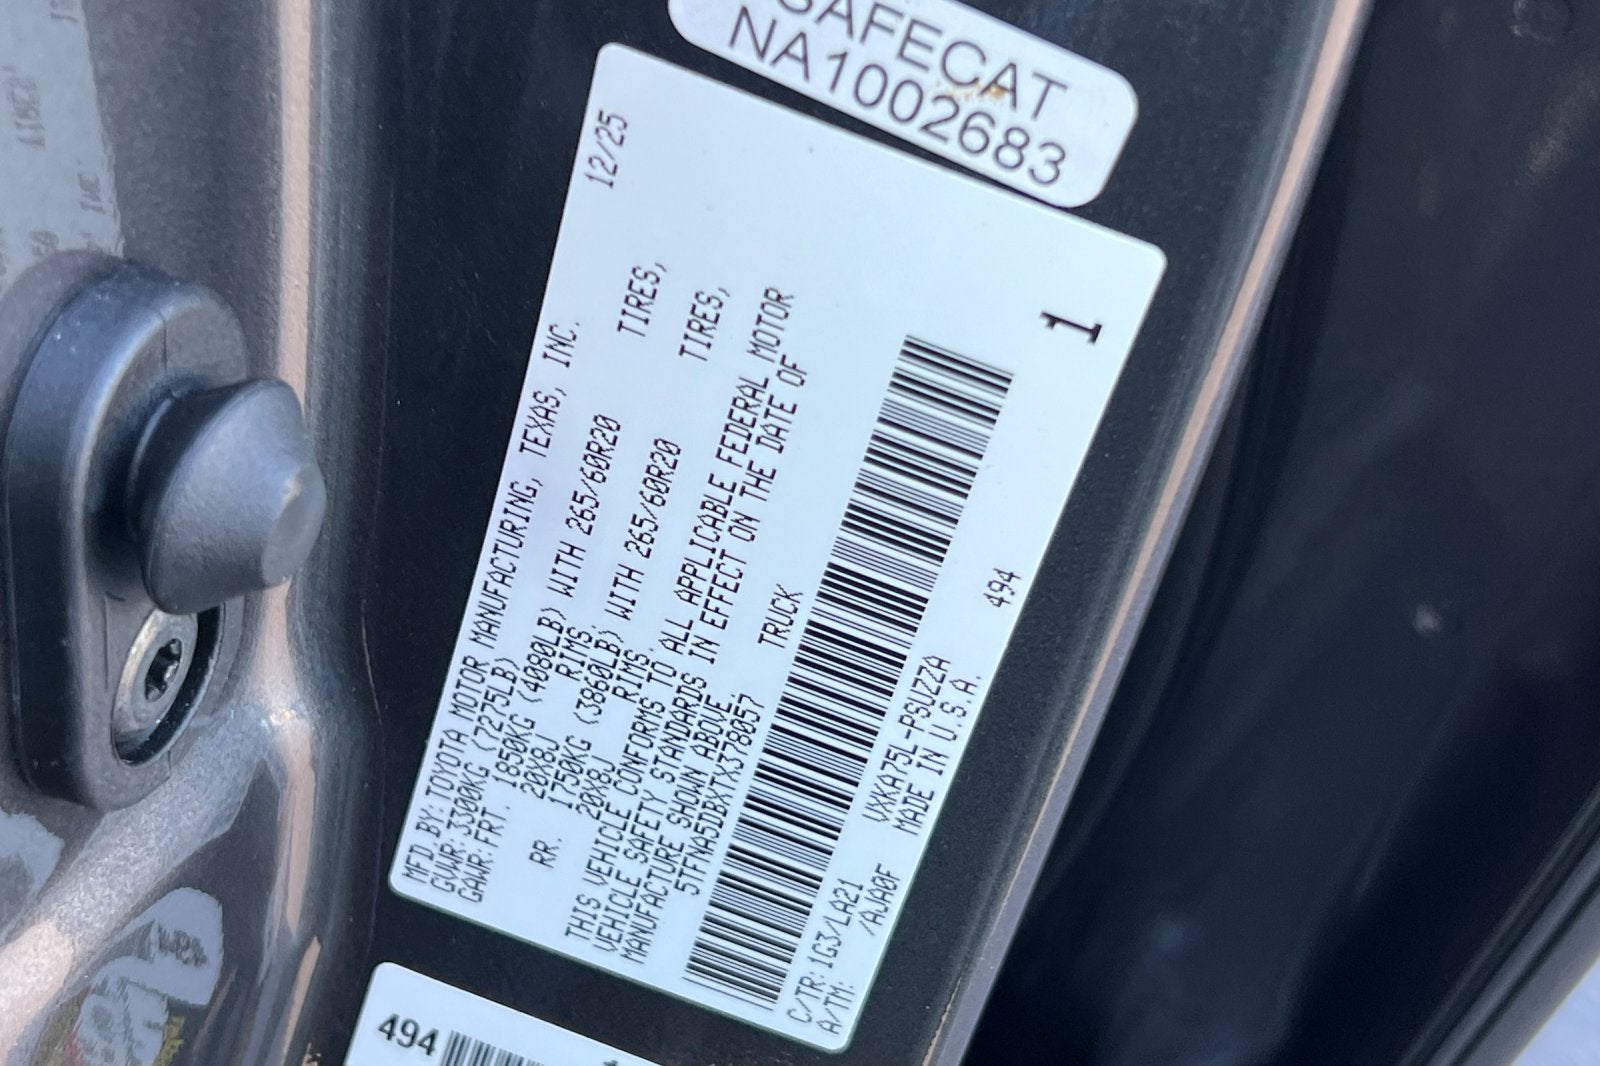 SAFECAT
NA1002683
12/25
MFD BY: TOYOTA MOTOR MANUFACTURING, TEXAS, INC.
GVWR: 3300KG (7275LB)
GAWR: FRT. 1850KG (4080LB) WITH 265/60R20 TIRES,
20X8J RIMS
RR. 1750KG (3860LB) WITH 265/60R20 TIRES,
20X8J RIMS.
THIS VEHICLE CONFORMS TO ALL APPLICABLE FEDERAL MOTOR
VEHICLE SAFETY STANDARDS IN EFFECT ON THE DATE OF
MANUFACTURE SHOWN ABOVE.
5TFNA5DBXTX378057 TRUCK
1
C/TR: 1G3/LA21 VXKA75L-PSUZZA 494
A/TM: /AJA0F MADE IN U.S.A.
494